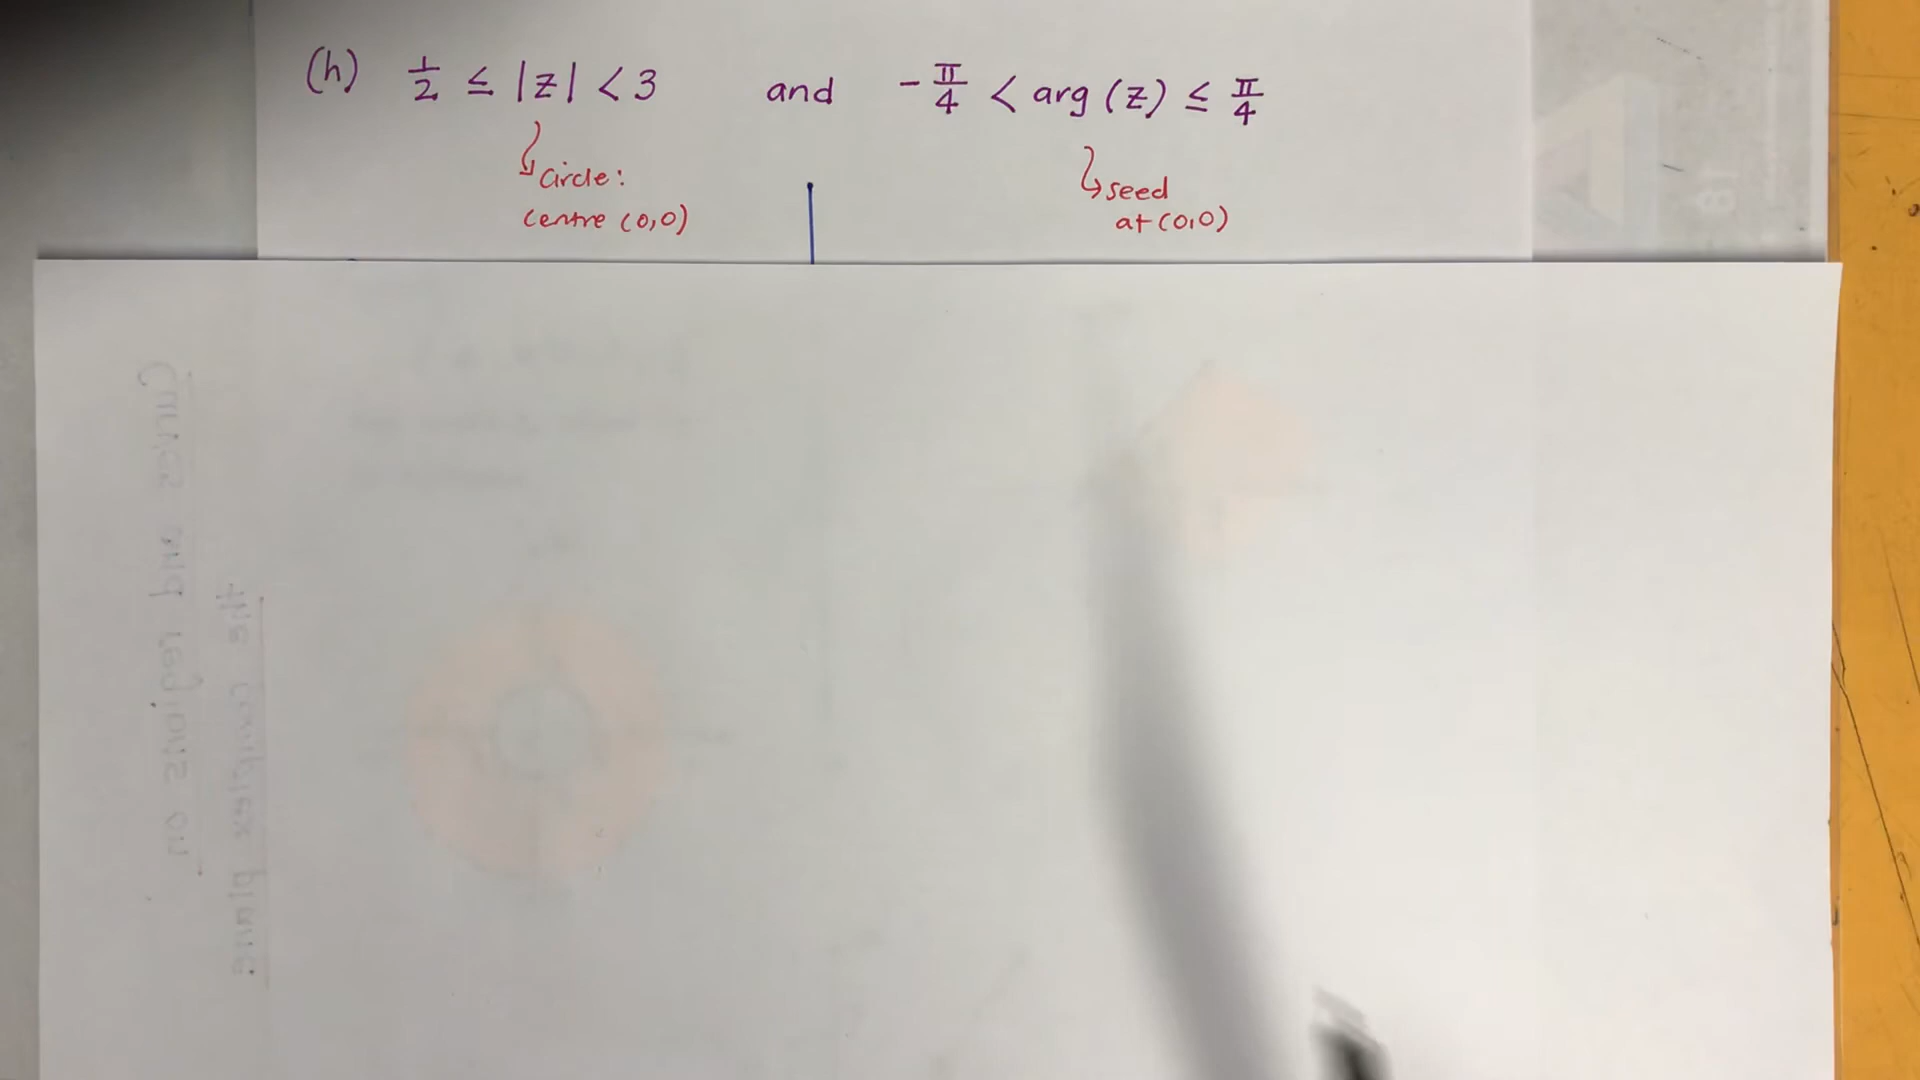 (h) 1/2 ≤ |z| < 3 and -π/4 < arg (z) ≤ π/4
Circle:
centre (0,0)
seed
at (0,0)